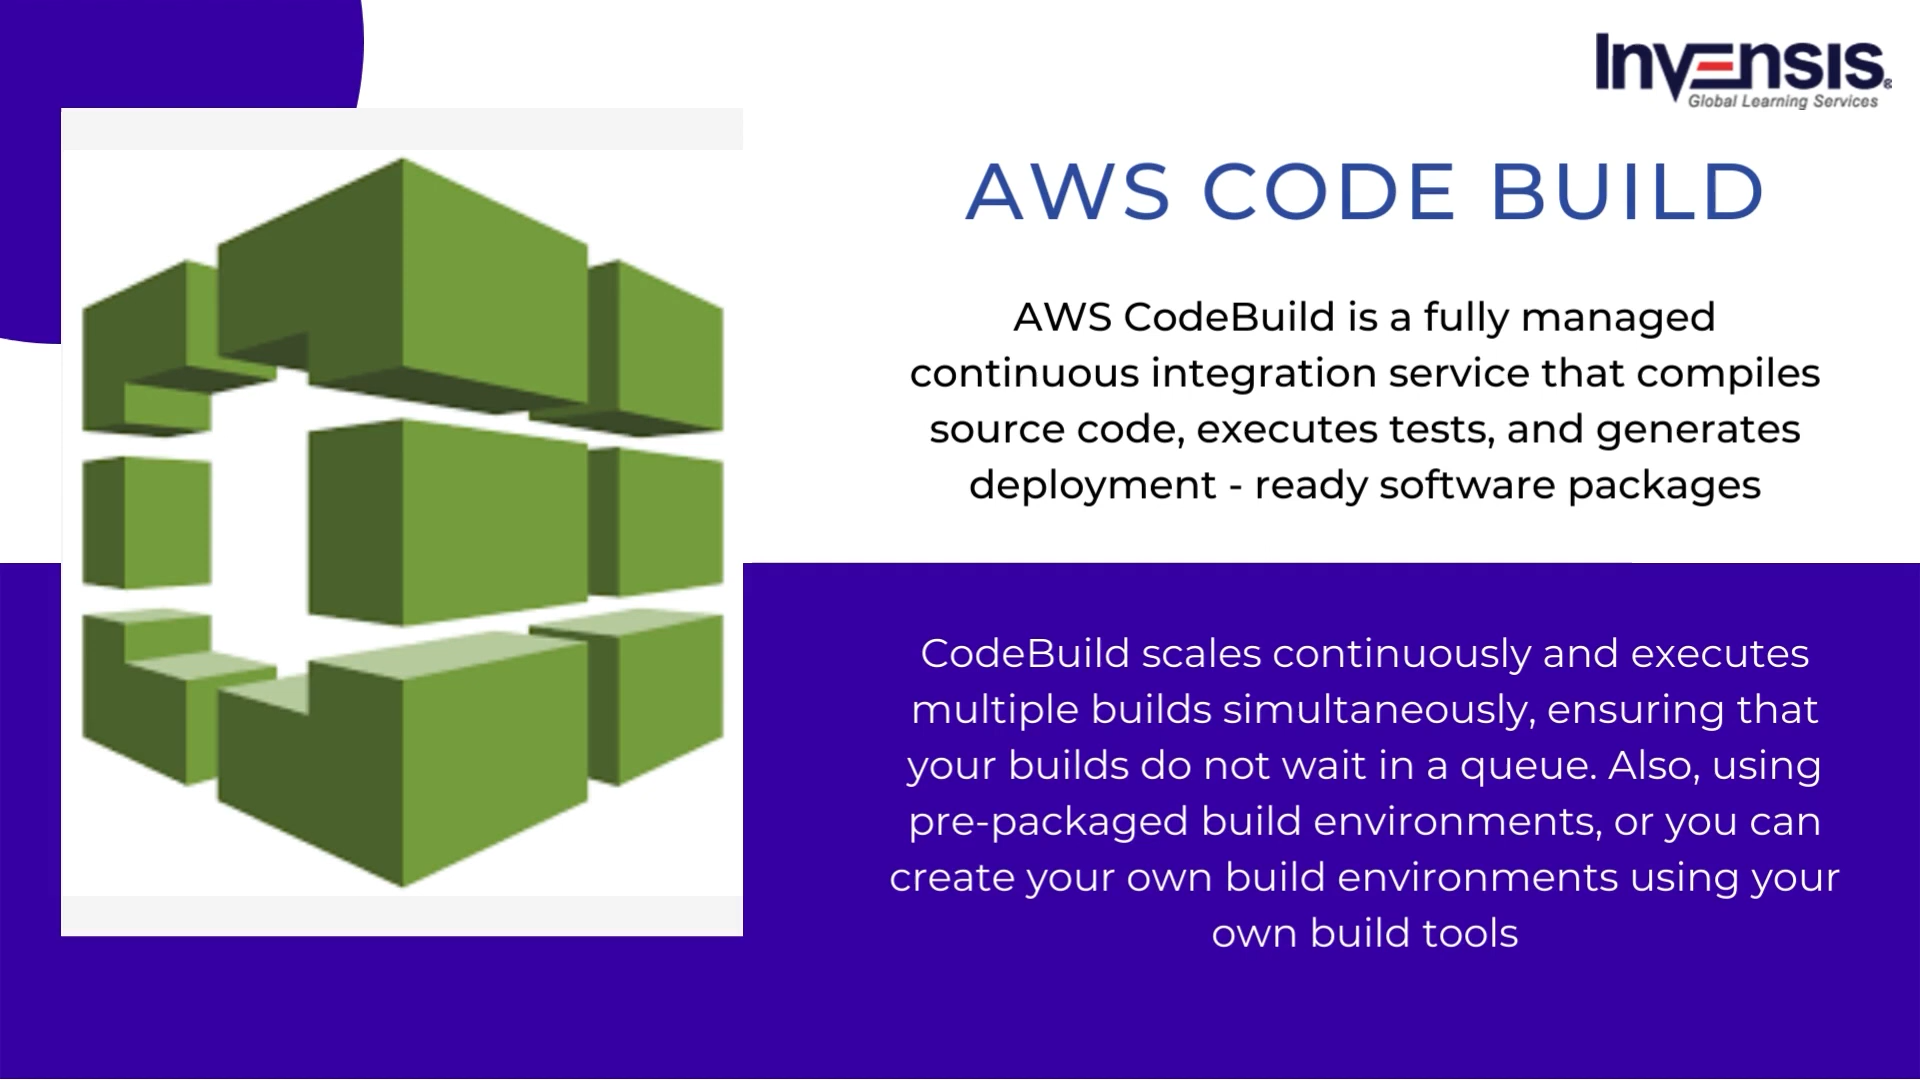 Invensis
Global Learning Services
AWS CODE BUILD
AWS CodeBuild is a fully managed
continuous integration service that compiles
source code, executes tests, and generates
deployment - ready software packages
CodeBuild scales continuously and executes
multiple builds simultaneously, ensuring that
your builds do not wait in a queue. Also, using
pre-packaged build environments, or you can
create your own build environments using your
own build tools